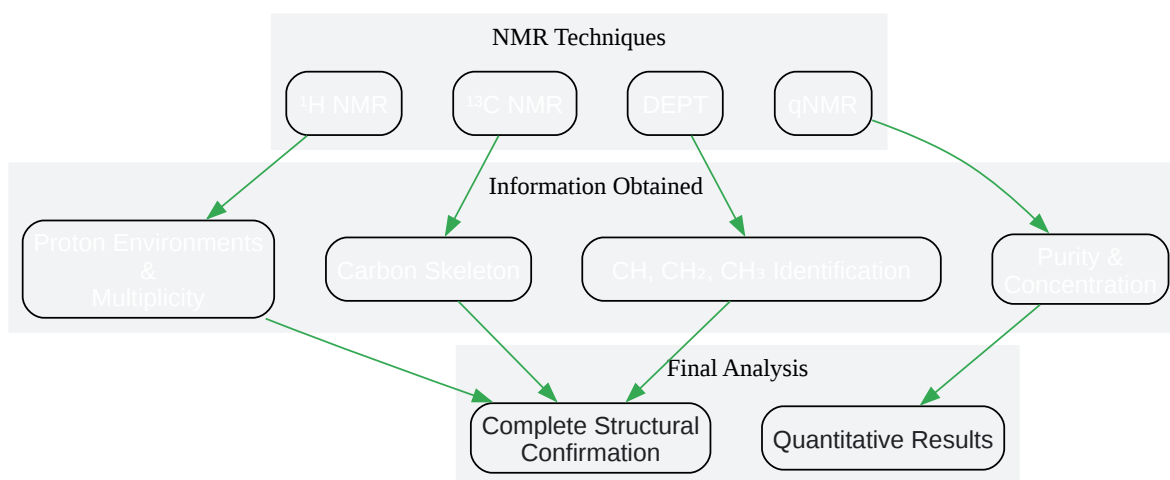 NMR Techniques
¹H NMR
¹³C NMR
DEPT
qNMR
Information Obtained
Proton Environments
&
Multiplicity
Carbon Skeleton
CH, CH₂, CH₃ Identification
Purity &
Concentration
Final Analysis
Complete Structural
Confirmation
Quantitative Results